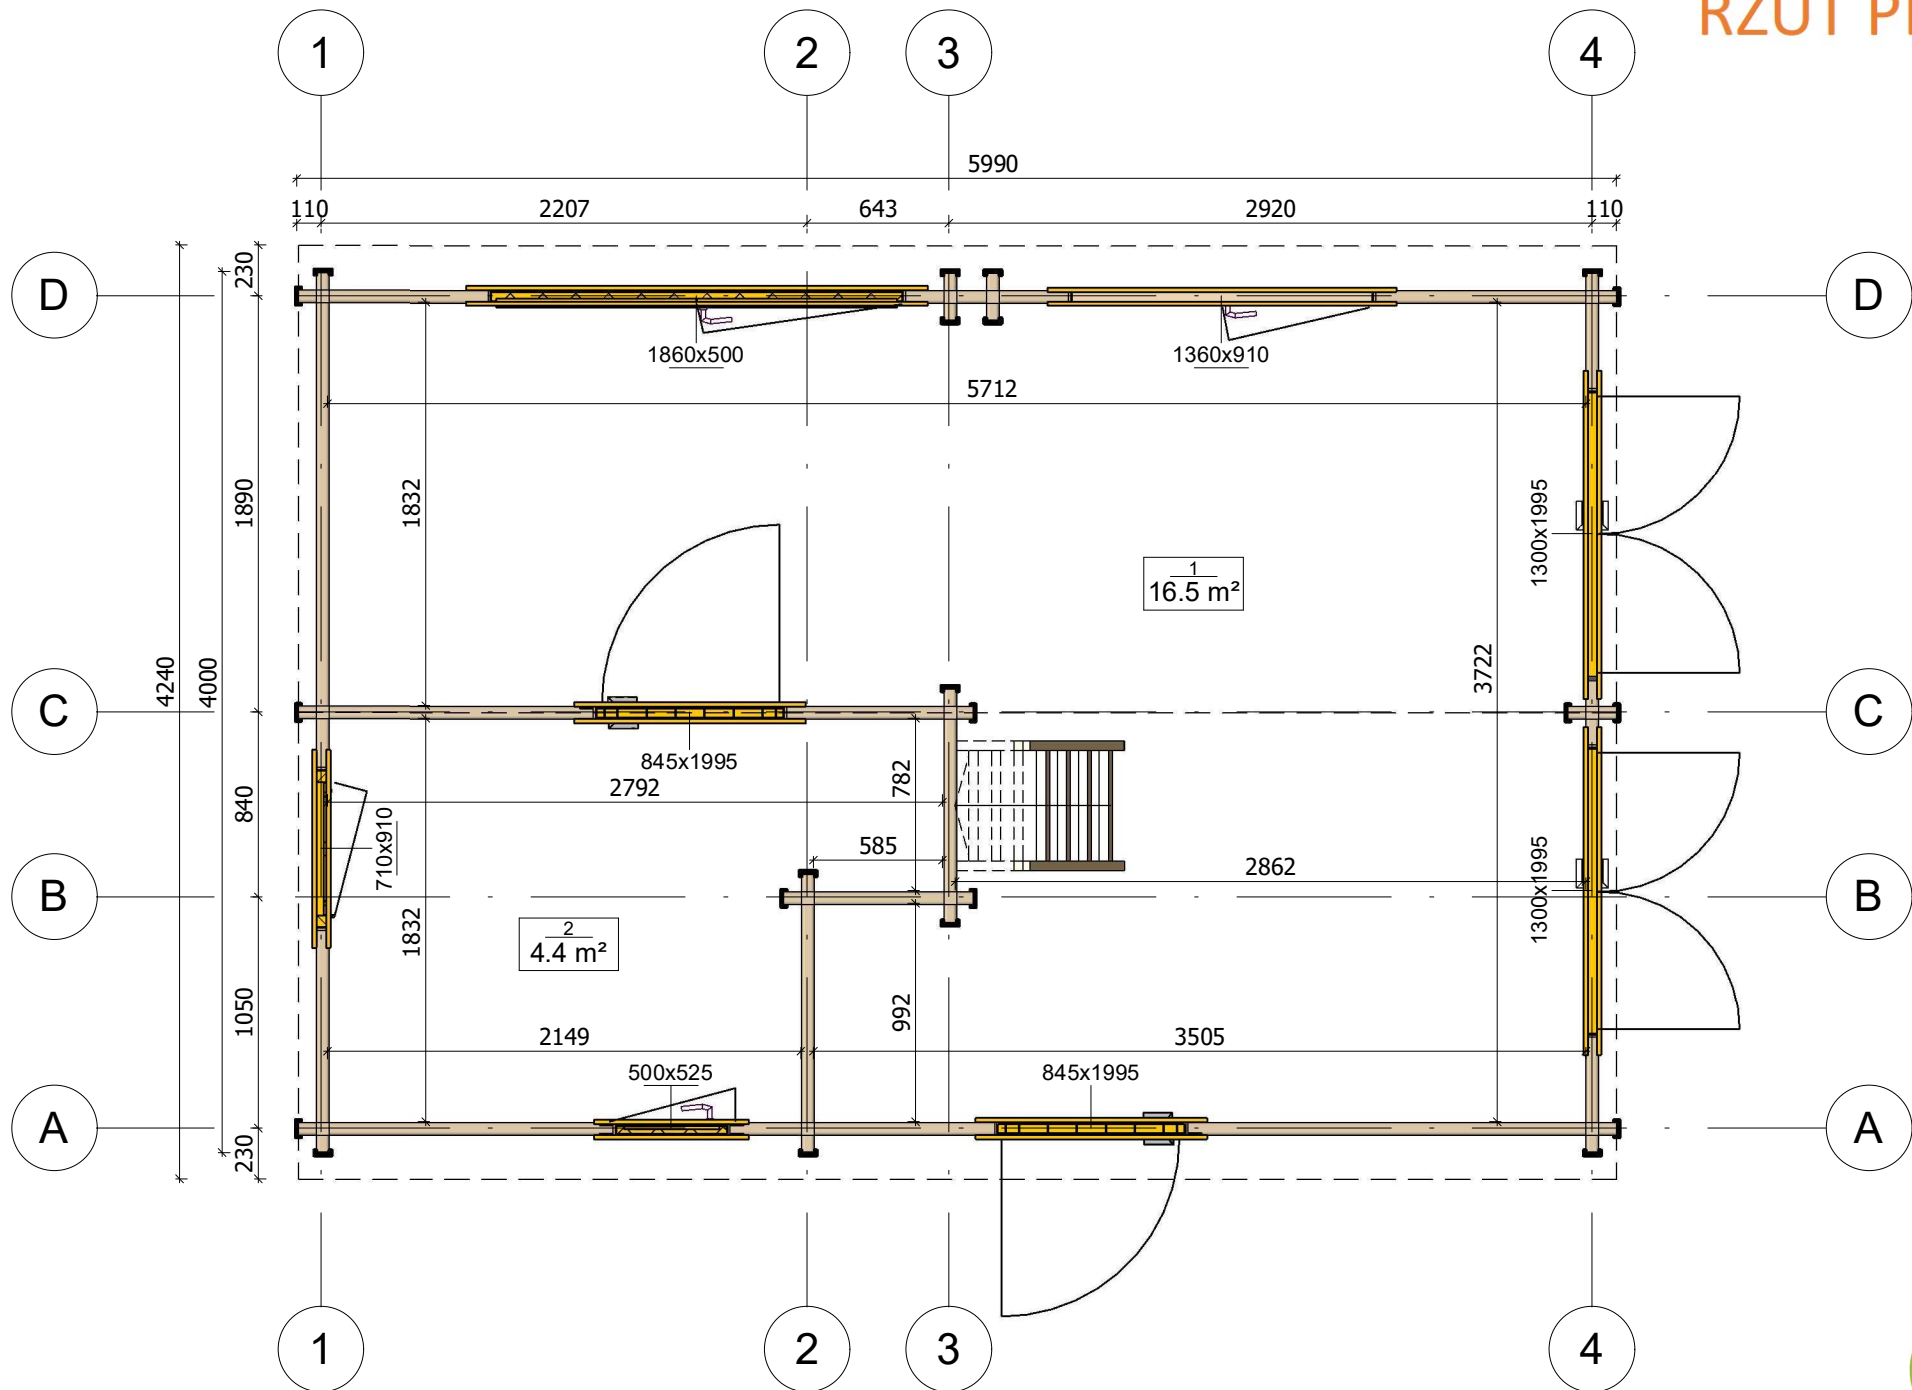 RZUT P
1 2 3 4
5990
110 2207 643 2920 110
D D
230
1860x500 1360x910
5712
1890 1832 1300x1995
1
16.5 m²
4240 4000 3722
C C
845x1995
2792 782
840 710x910
585 2862
B B
1300x1995
1832
2
4.4 m²
1050 992
2149 3505
500x525 845x1995
A A
230
1 2 3 4